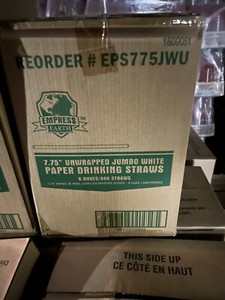 1809061
REORDER # EPS775JWU
EMPRESS
EARTH
7.75" UNWRAPPED JUMBO WHITE
PAPER DRINKING STRAWS
THIS SIDE UP
CE CÔTÉ EN HAUT